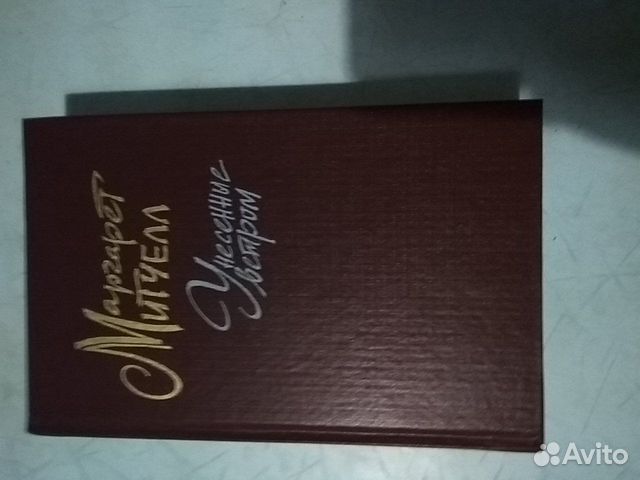 Маргарет
Митчелл
Унесенные
ветром
Avito